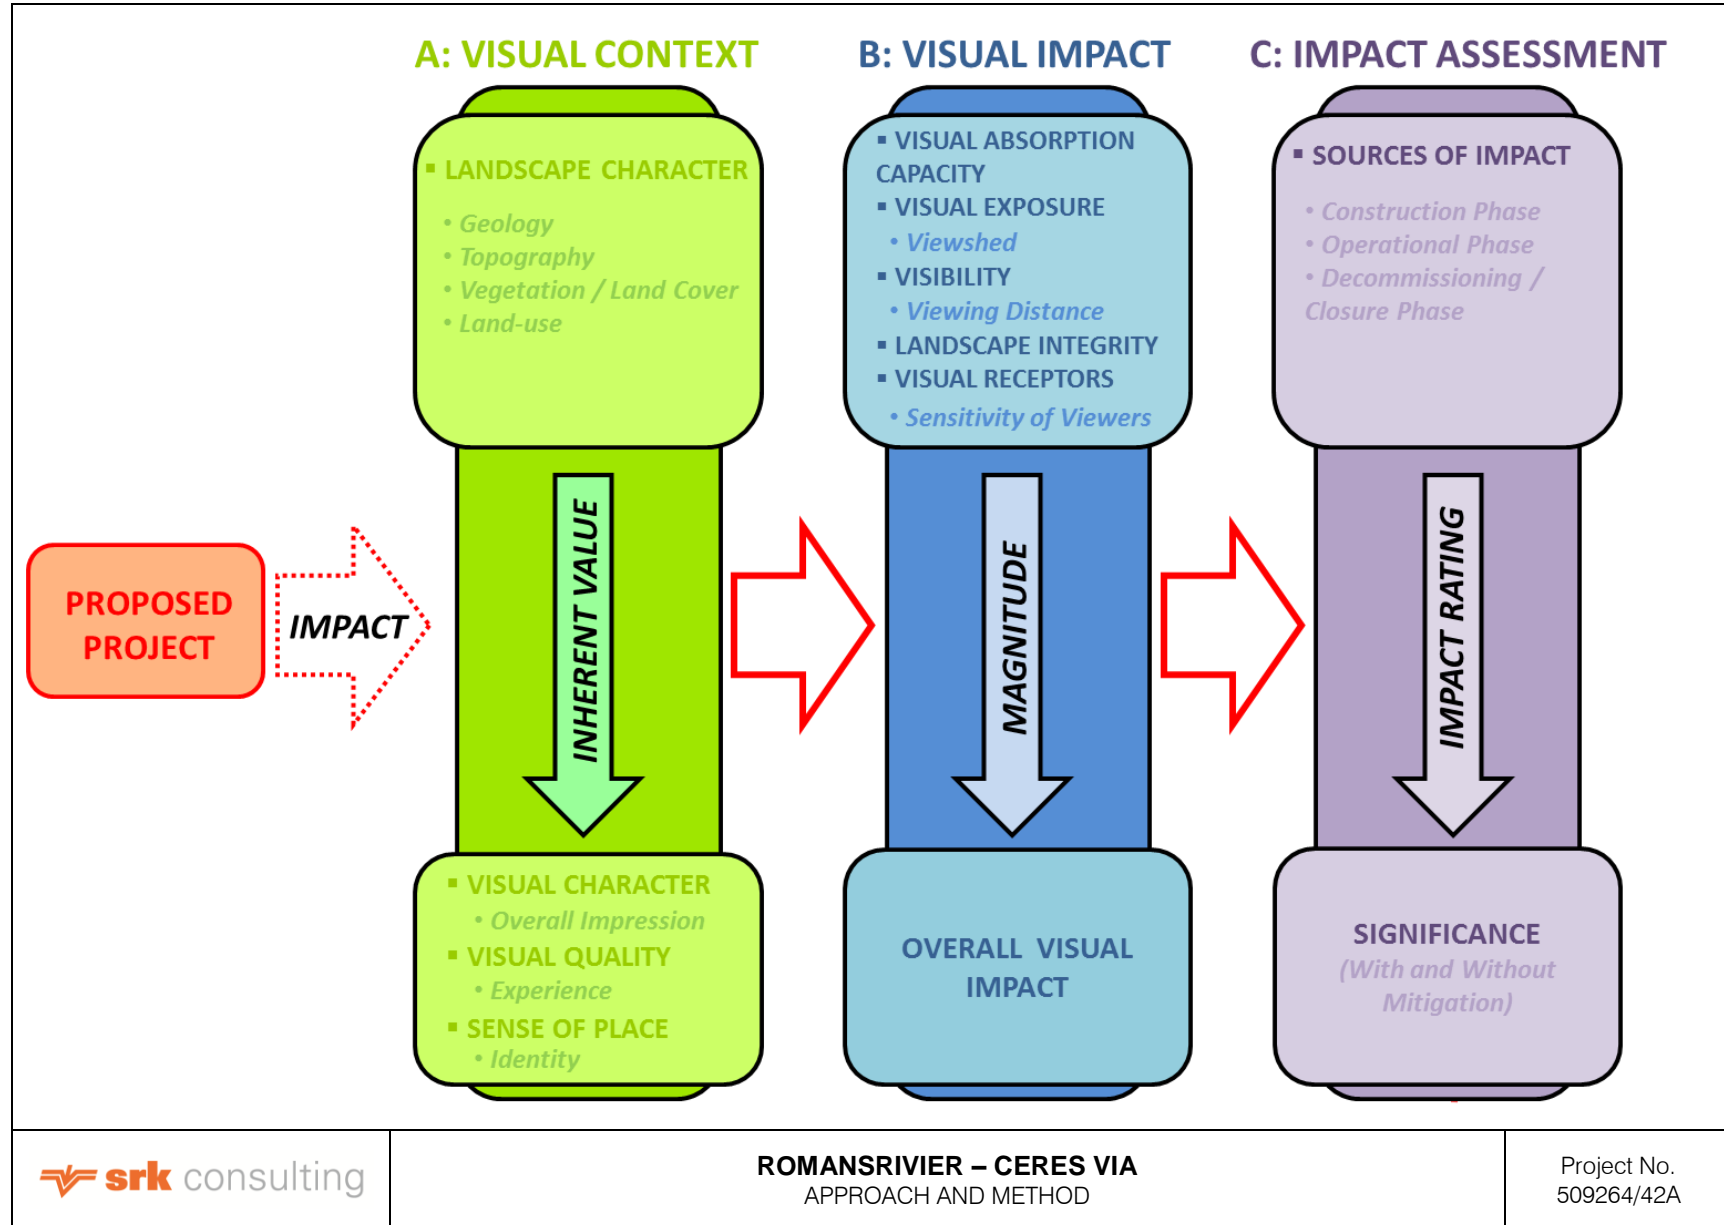 A: VISUAL CONTEXT
▪ LANDSCAPE CHARACTER
• Geology
• Topography
• Vegetation / Land Cover
• Land-use
INHERENT VALUE
▪ VISUAL CHARACTER
• Overall Impression
▪ VISUAL QUALITY
• Experience
▪ SENSE OF PLACE
• Identity
B: VISUAL IMPACT
▪ VISUAL ABSORPTION
CAPACITY
▪ VISUAL EXPOSURE
• Viewshed
▪ VISIBILITY
• Viewing Distance
▪ LANDSCAPE INTEGRITY
▪ VISUAL RECEPTORS
• Sensitivity of Viewers
MAGNITUDE
OVERALL VISUAL
IMPACT
C: IMPACT ASSESSMENT
▪ SOURCES OF IMPACT
• Construction Phase
• Operational Phase
• Decommissioning /
Closure Phase
IMPACT RATING
SIGNIFICANCE
(With and Without
Mitigation)
PROPOSED
PROJECT
IMPACT
srk consulting
ROMANSRIVIER – CERES VIA
APPROACH AND METHOD
Project No.
509264/42A